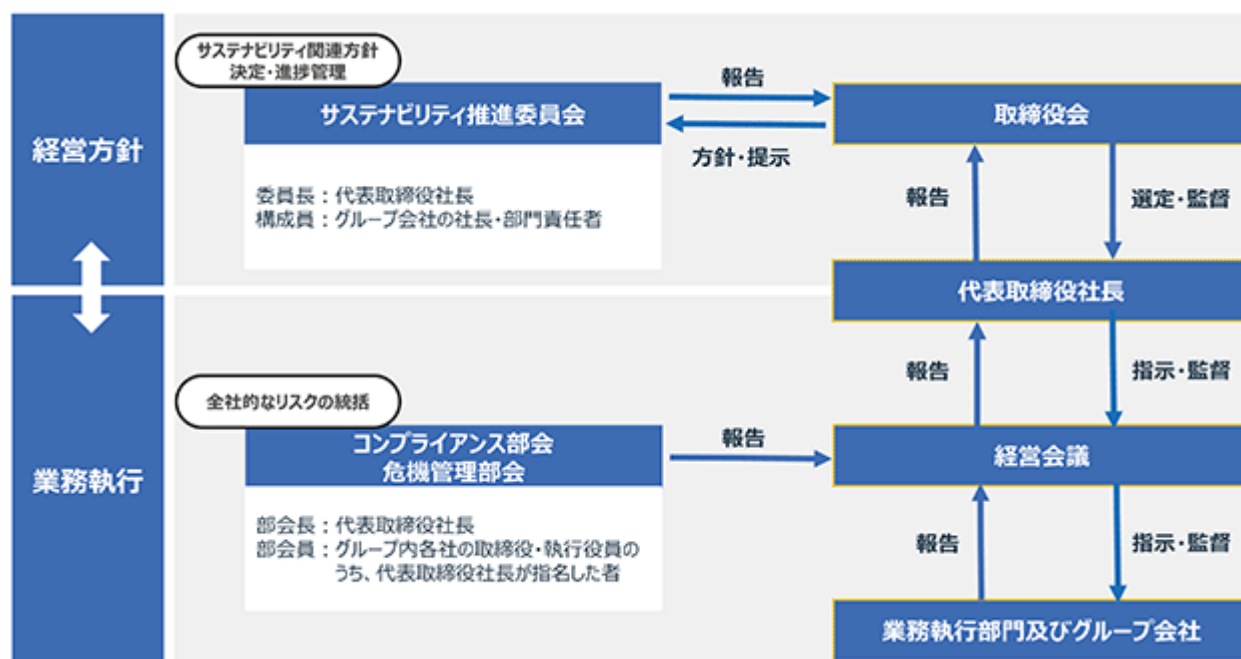 経営方針
サステナビリティ関連方針
決定・進捗管理
サステナビリティ推進委員会
委員長：代表取締役社長
構成員：グループ会社の社長・部門責任者
報告
方針・提示
取締役会
報告
選定・監督
代表取締役社長
業務執行
全社的なリスクの統括
コンプライアンス部会
危機管理部会
部会長：代表取締役社長
部会員：グループ内各社の取締役・執行役員の
うち、代表取締役社長が指名した者
報告
報告
指示・監督
経営会議
報告
指示・監督
業務執行部門及びグループ会社